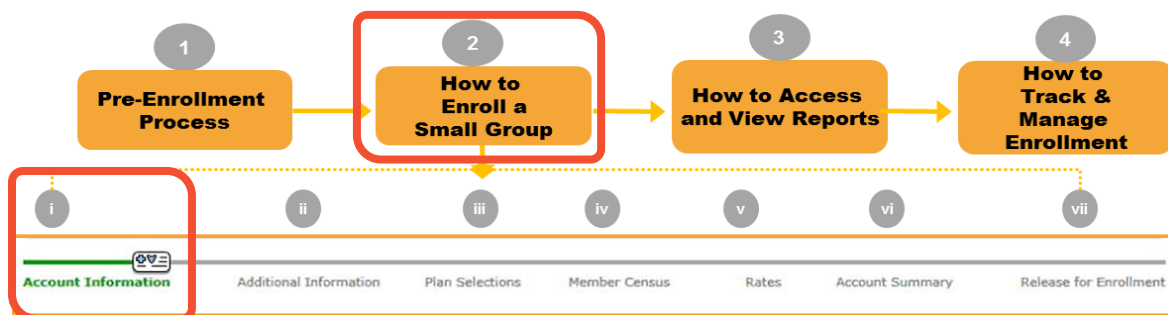 1
2
3
4
Pre-Enrollment
Process
How to
Enroll a
Small Group
How to Access
and View Reports
How to
Track &
Manage
Enrollment
i
ii
iii
iv
v
vi
vii
Account Information
Additional Information
Plan Selections
Member Census
Rates
Account Summary
Release for Enrollment